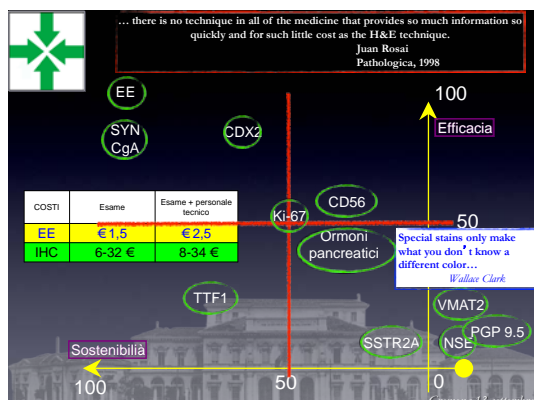 … there is no technique in all of the medicine that provides so much information so
quickly and for such little cost as the H&E technique.
Juan Rosai
Pathologica, 1998
EE
100
SYN
CgA
CDX2
Efficacia
COSTI
Esame
Esame + personale
tecnico
EE
€ 1,5
€ 2,5
IHC
6-32 €
8-34 €
Ki-67
CD56
50
Ormoni
pancreatici
Special stains only make
what you don't know a
different color…
Wallace Clark
TTF1
VMAT2
SSTR2A
NSE
PGP 9.5
Sostenibilià
100
50
0